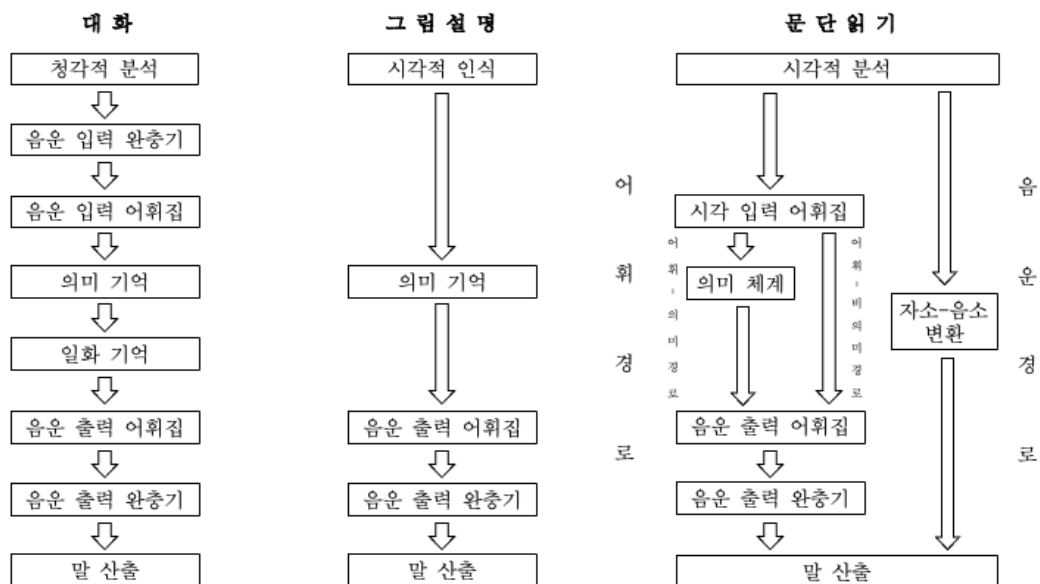 대 화
청각적 분석
음운 입력 완충기
음운 입력 어휘집
의미 기억
일화 기억
음운 출력 어휘집
음운 출력 완충기
말 산출
그 림 설 명
시각적 인식
의미 기억
음운 출력 어휘집
음운 출력 완충기
말 산출
문 단 읽 기
시각적 분석
어 휘 경 로
시각 입력 어휘집
어휘-의미경로
의미 체계
어휘-비의미경로
음운 출력 어휘집
음운 출력 완충기
자소-음소
변환
음 운 경 로
말 산출